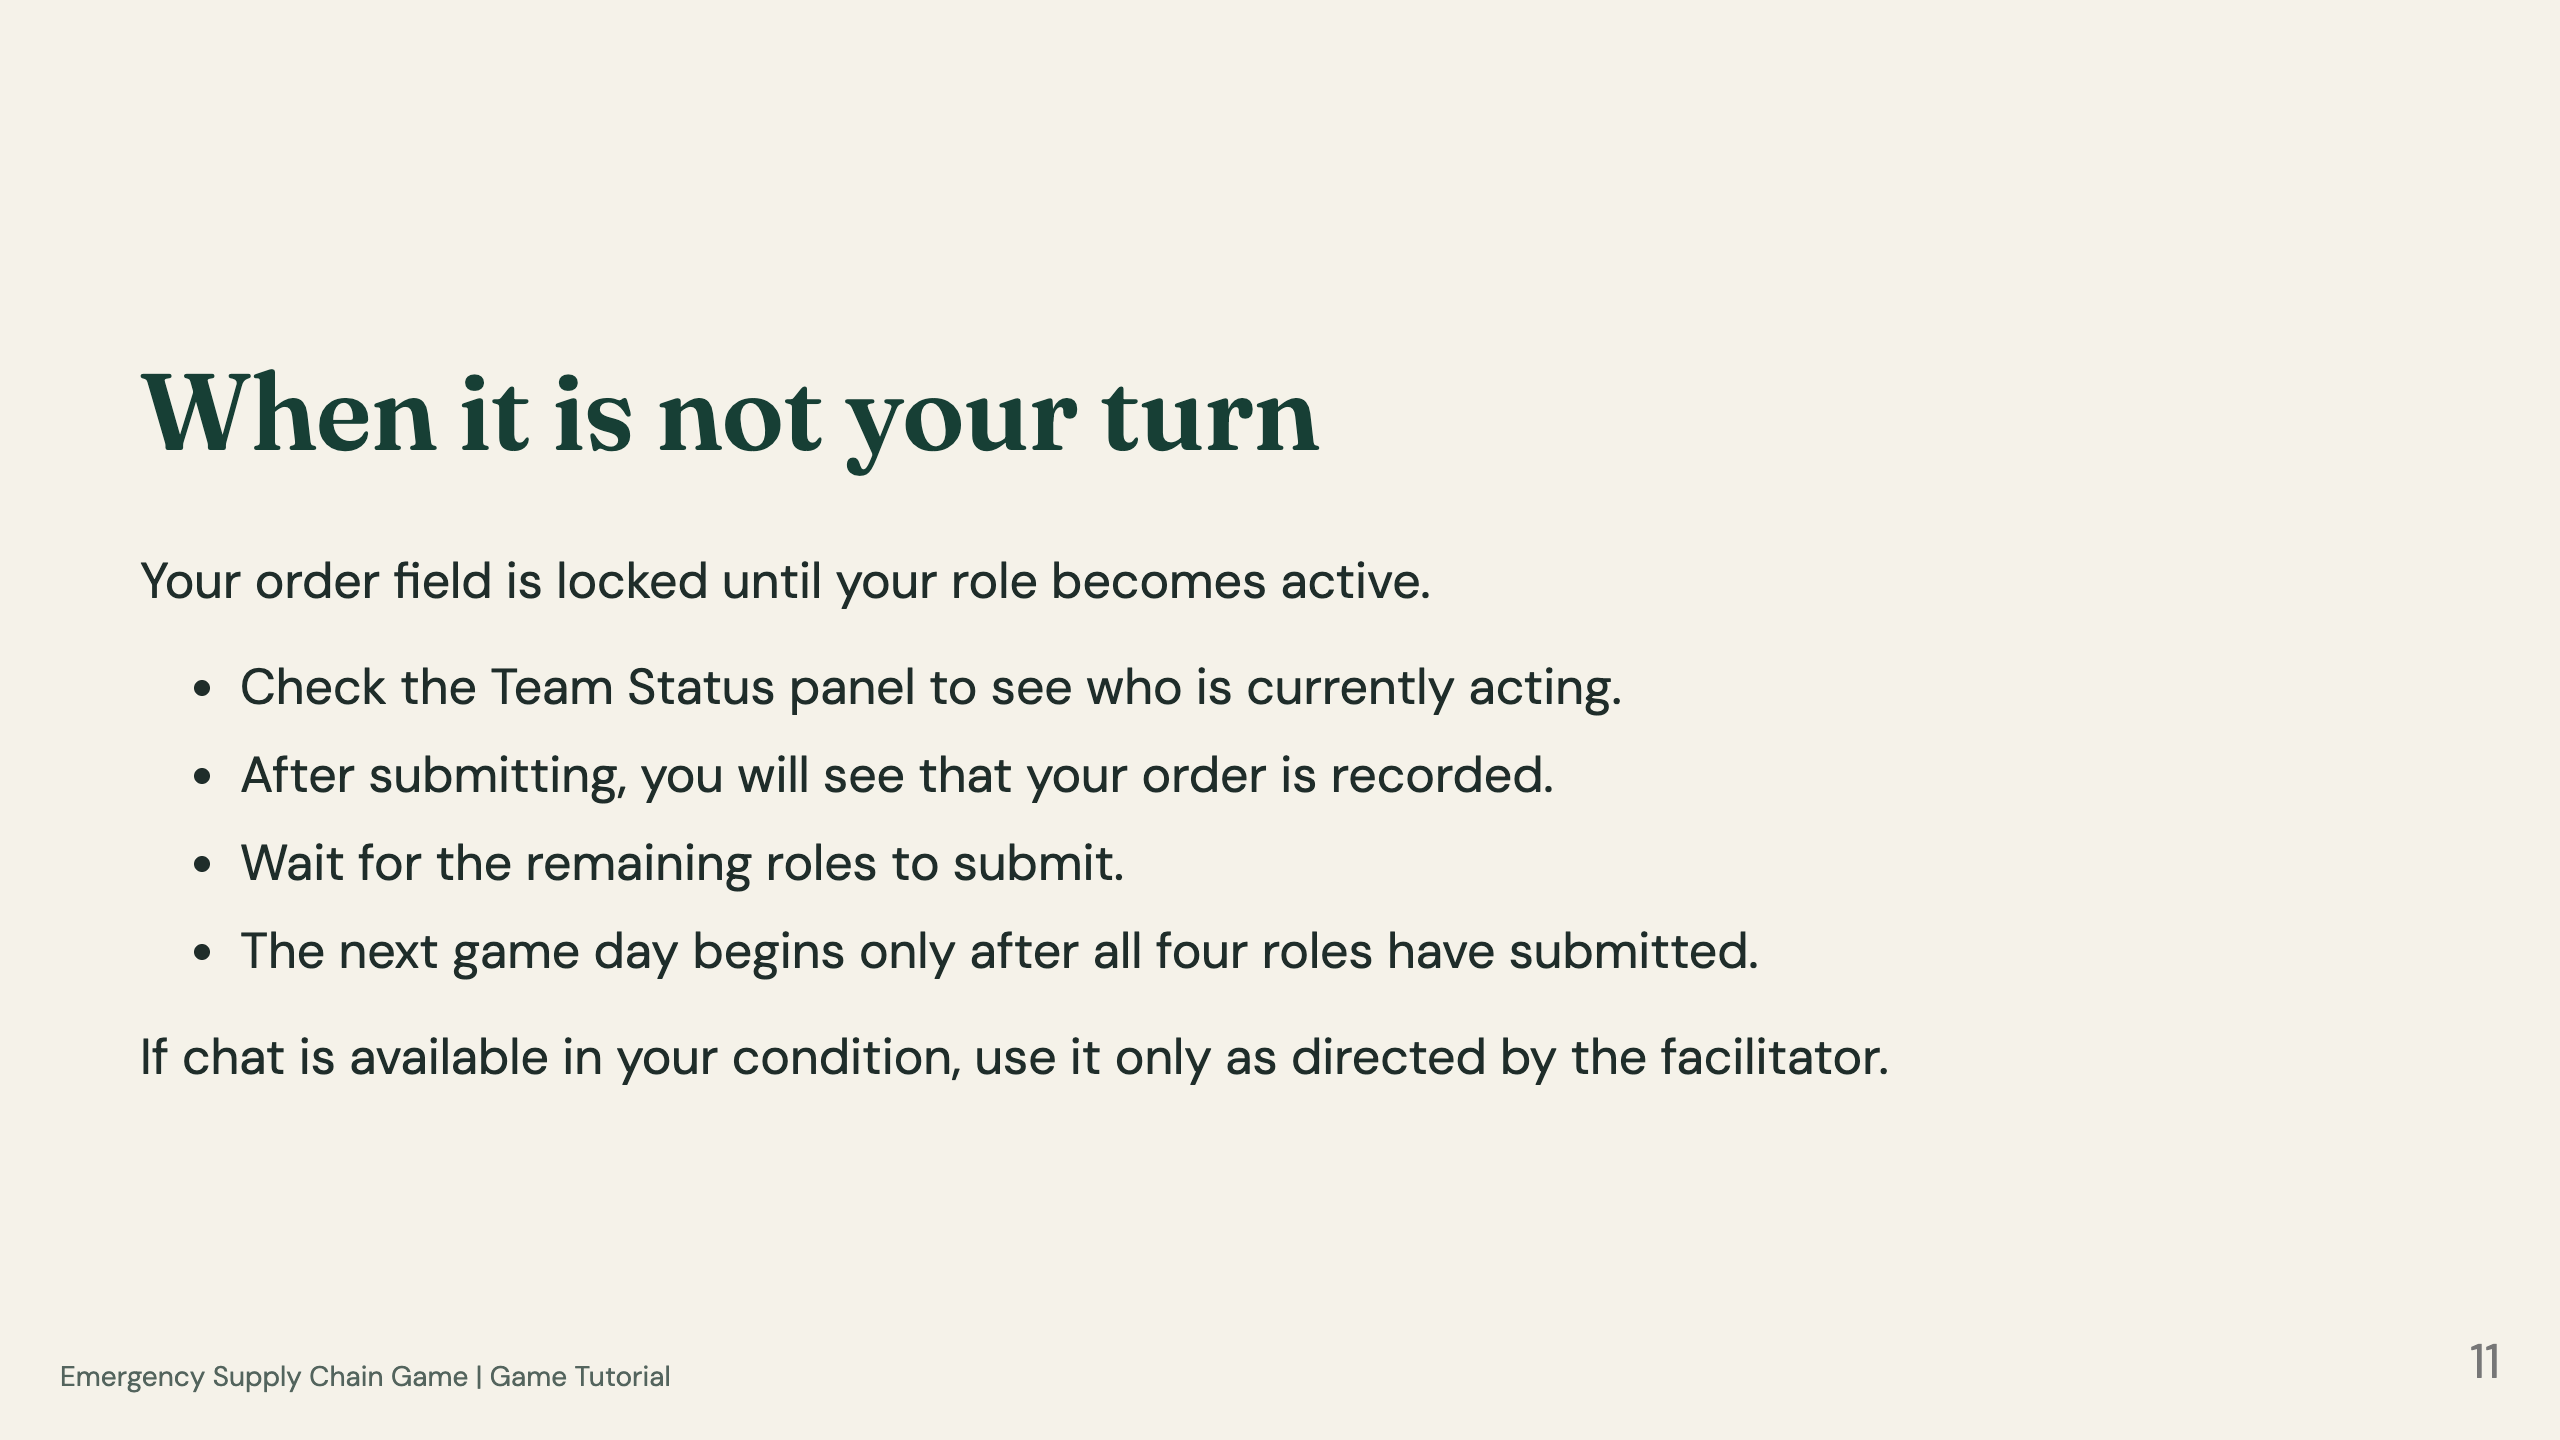 When it is not your turn
Your order field is locked until your role becomes active.
• Check the Team Status panel to see who is currently acting.
• After submitting, you will see that your order is recorded.
• Wait for the remaining roles to submit.
• The next game day begins only after all four roles have submitted.
If chat is available in your condition, use it only as directed by the facilitator.
Emergency Supply Chain Game | Game Tutorial
11